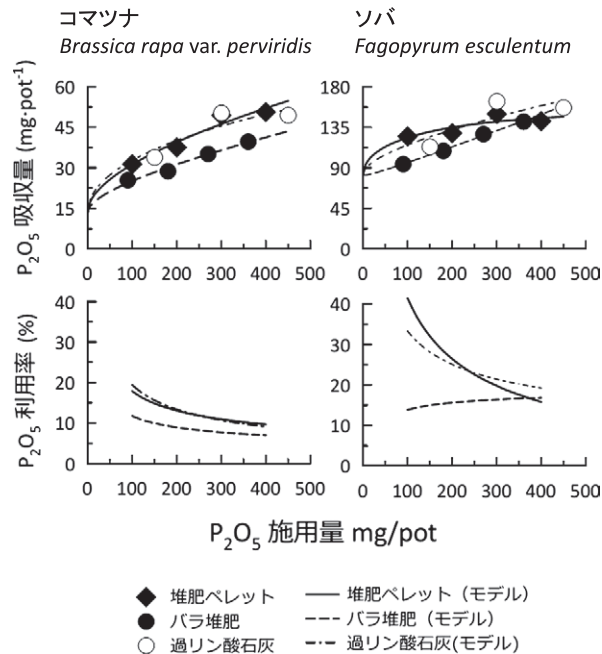 コマツナ
Brassica rapa var. perviridis
ソバ
Fagopyrum esculentum
P2O5 吸収量 (mg·pot-1)
60
45
30
15
0
0 100 200 300 400 500
180
135
90
45
0
0 100 200 300 400 500
P2O5 利用率 (%)
40
30
20
10
0
0 100 200 300 400 500
40
30
20
10
0
0 100 200 300 400 500
P2O5 施用量 mg/pot
堆肥ペレット
堆肥ペレット（モデル）
バラ堆肥
バラ堆肥（モデル）
過リン酸石灰
過リン酸石灰(モデル)